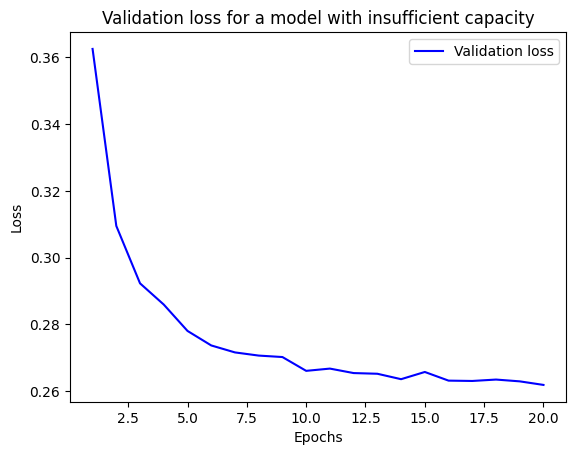 Validation loss for a model with insufficient capacity
Validation loss
0.36
0.34
0.32
0.30
0.28
0.26
Loss
2.5 5.0 7.5 10.0 12.5 15.0 17.5 20.0
Epochs